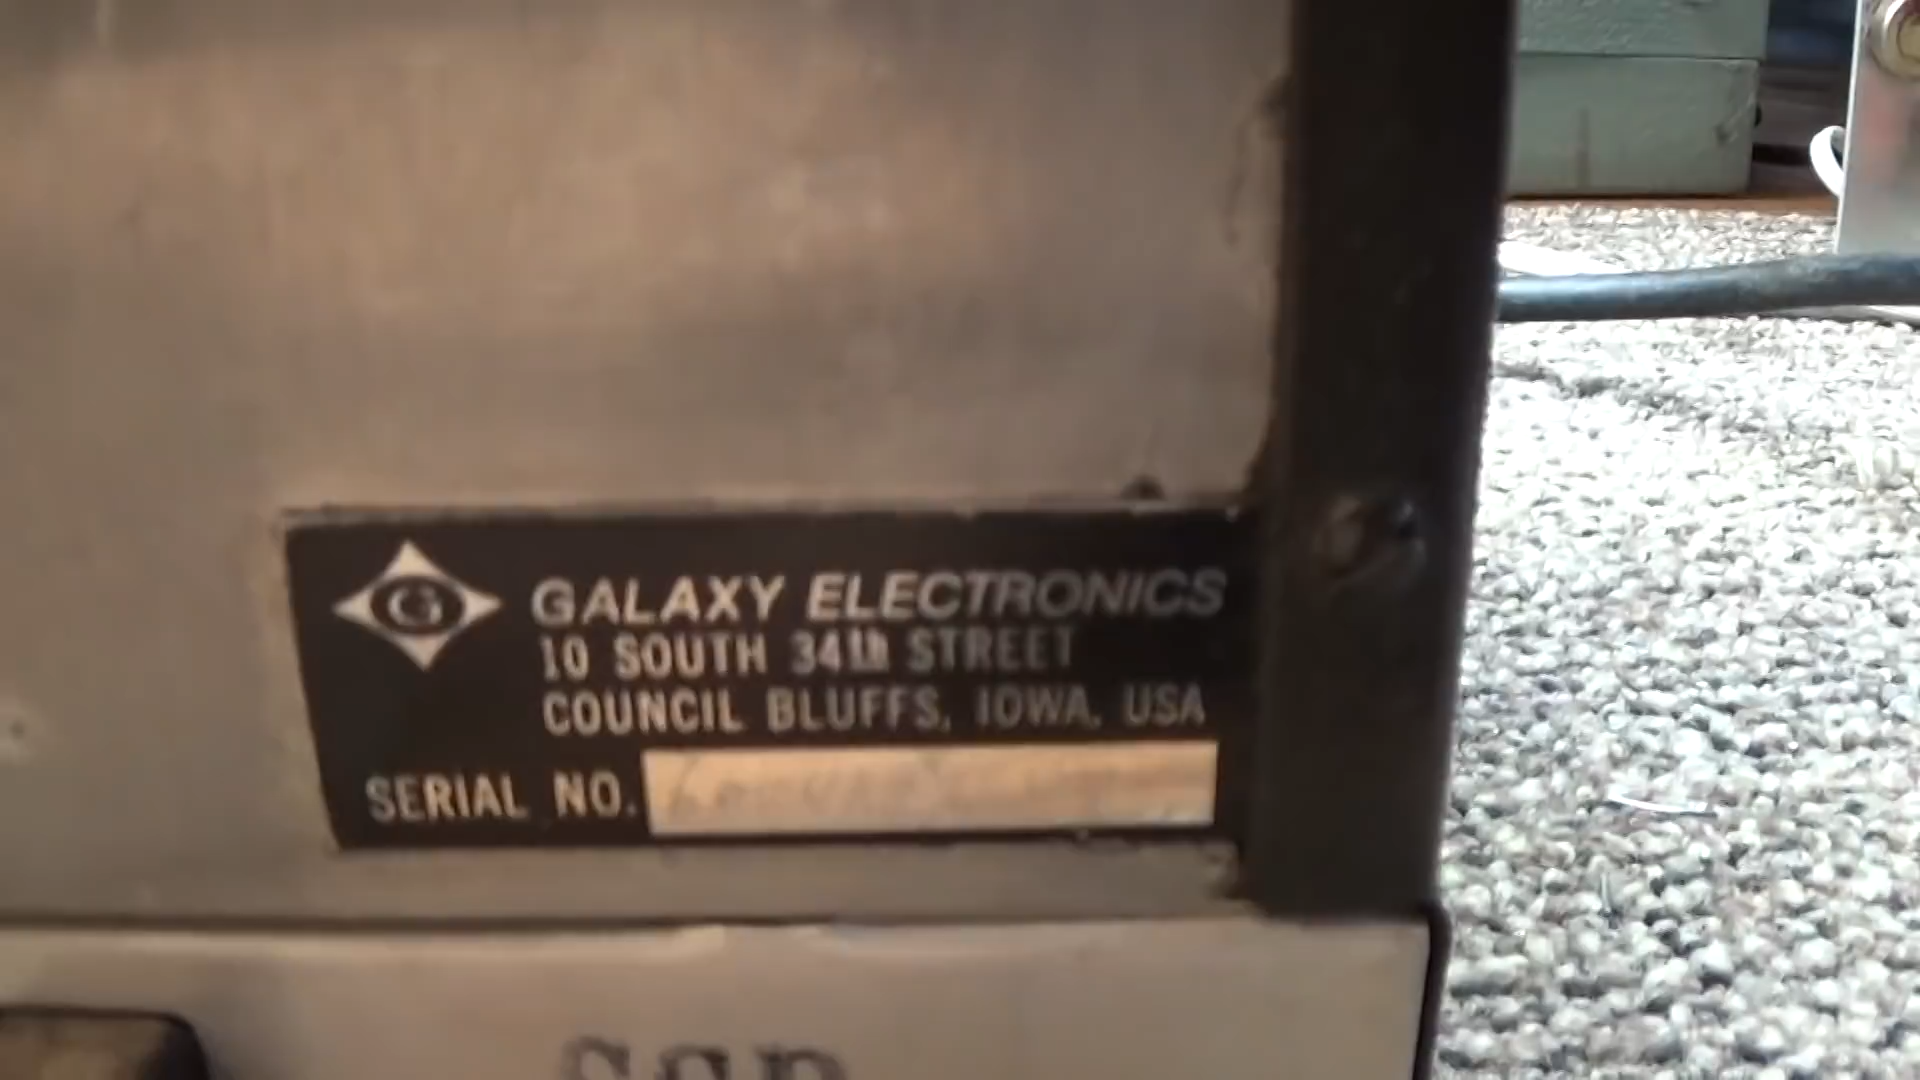 G
GALAXY ELECTRONICS
10 SOUTH 34th STREET
COUNCIL BLUFFS, IOWA, USA
SERIAL NO.